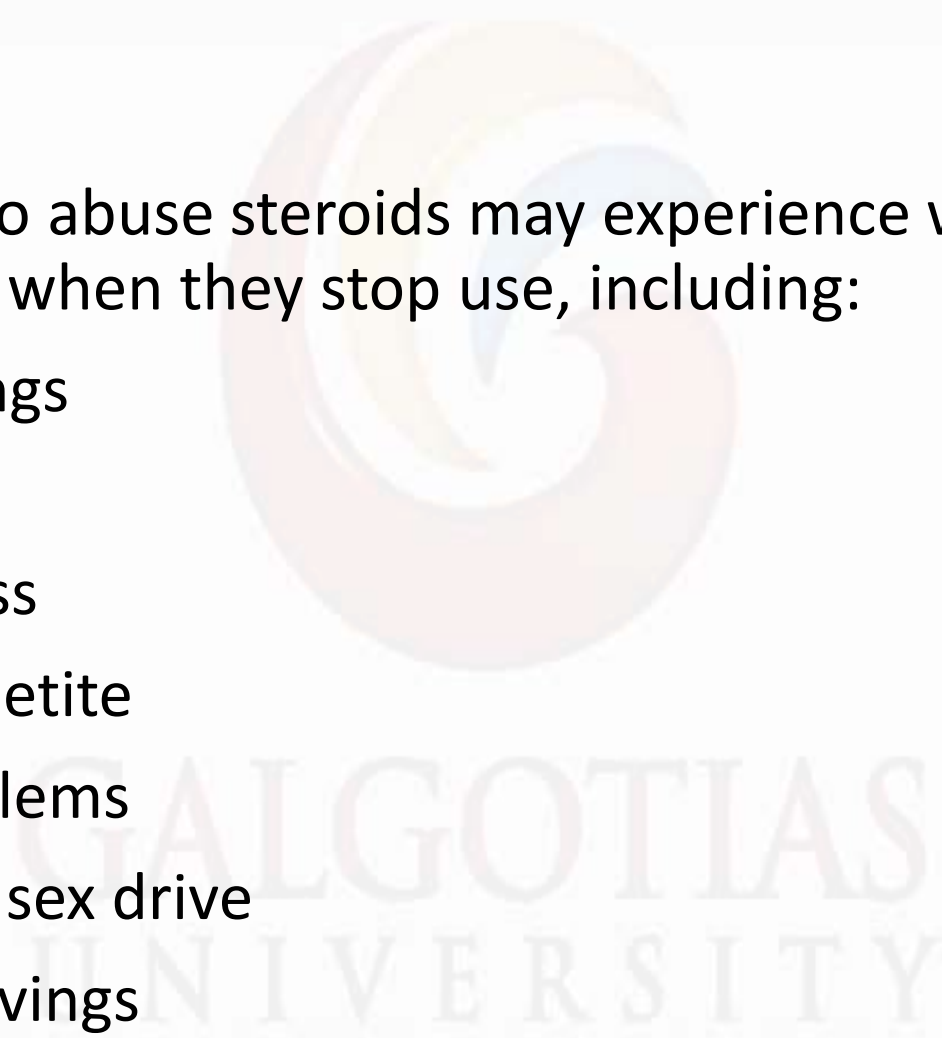 o abuse steroids may experience
when they stop use, including:
ngs
ss
etite
lems
sex drive
vings
GALGOTIAS
UNIVERSITY